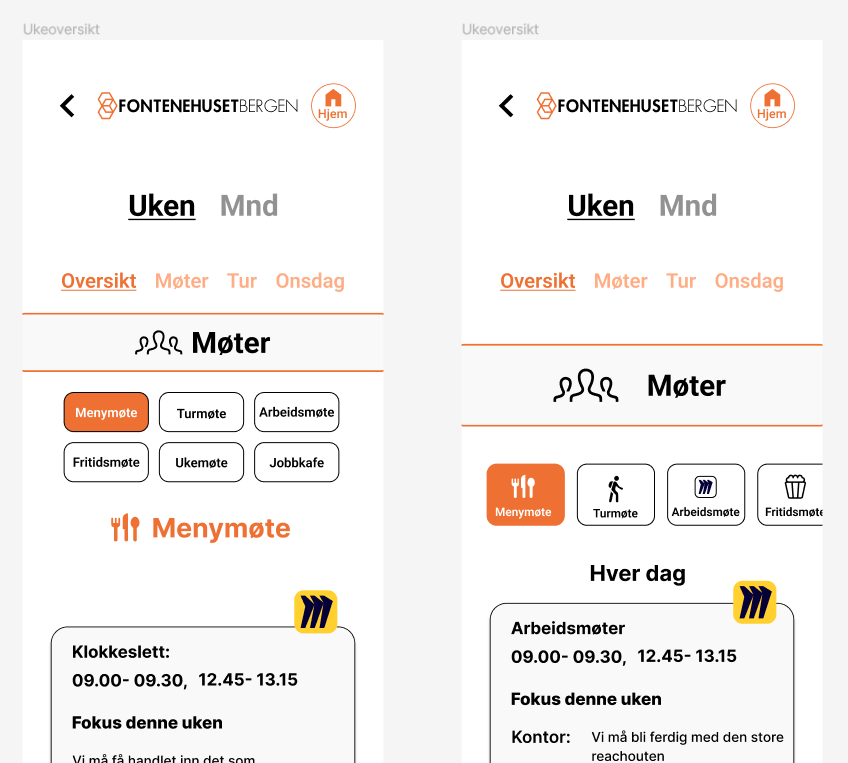 Ukeoversikt
FONTENEHUSETBERGEN
Hjem
Uken Mnd
Oversikt Møter Tur Onsdag
Møter
Menymøte Turmøte Arbeidsmøte
Fritidsmøte Ukemøte Jobbkafe
Menymøte
Klokkeslett:
09.00- 09.30, 12.45- 13.15
Fokus denne uken
Vi må få handlet inn det som
Ukeoversikt
FONTENEHUSETBERGEN
Hjem
Uken Mnd
Oversikt Møter Tur Onsdag
Møter
Menymøte Turmøte Arbeidsmøte Fritidsmøte
Hver dag
Arbeidsmøter
09.00- 09.30, 12.45- 13.15
Fokus denne uken
Kontor: Vi må bli ferdig med den store
reachouten